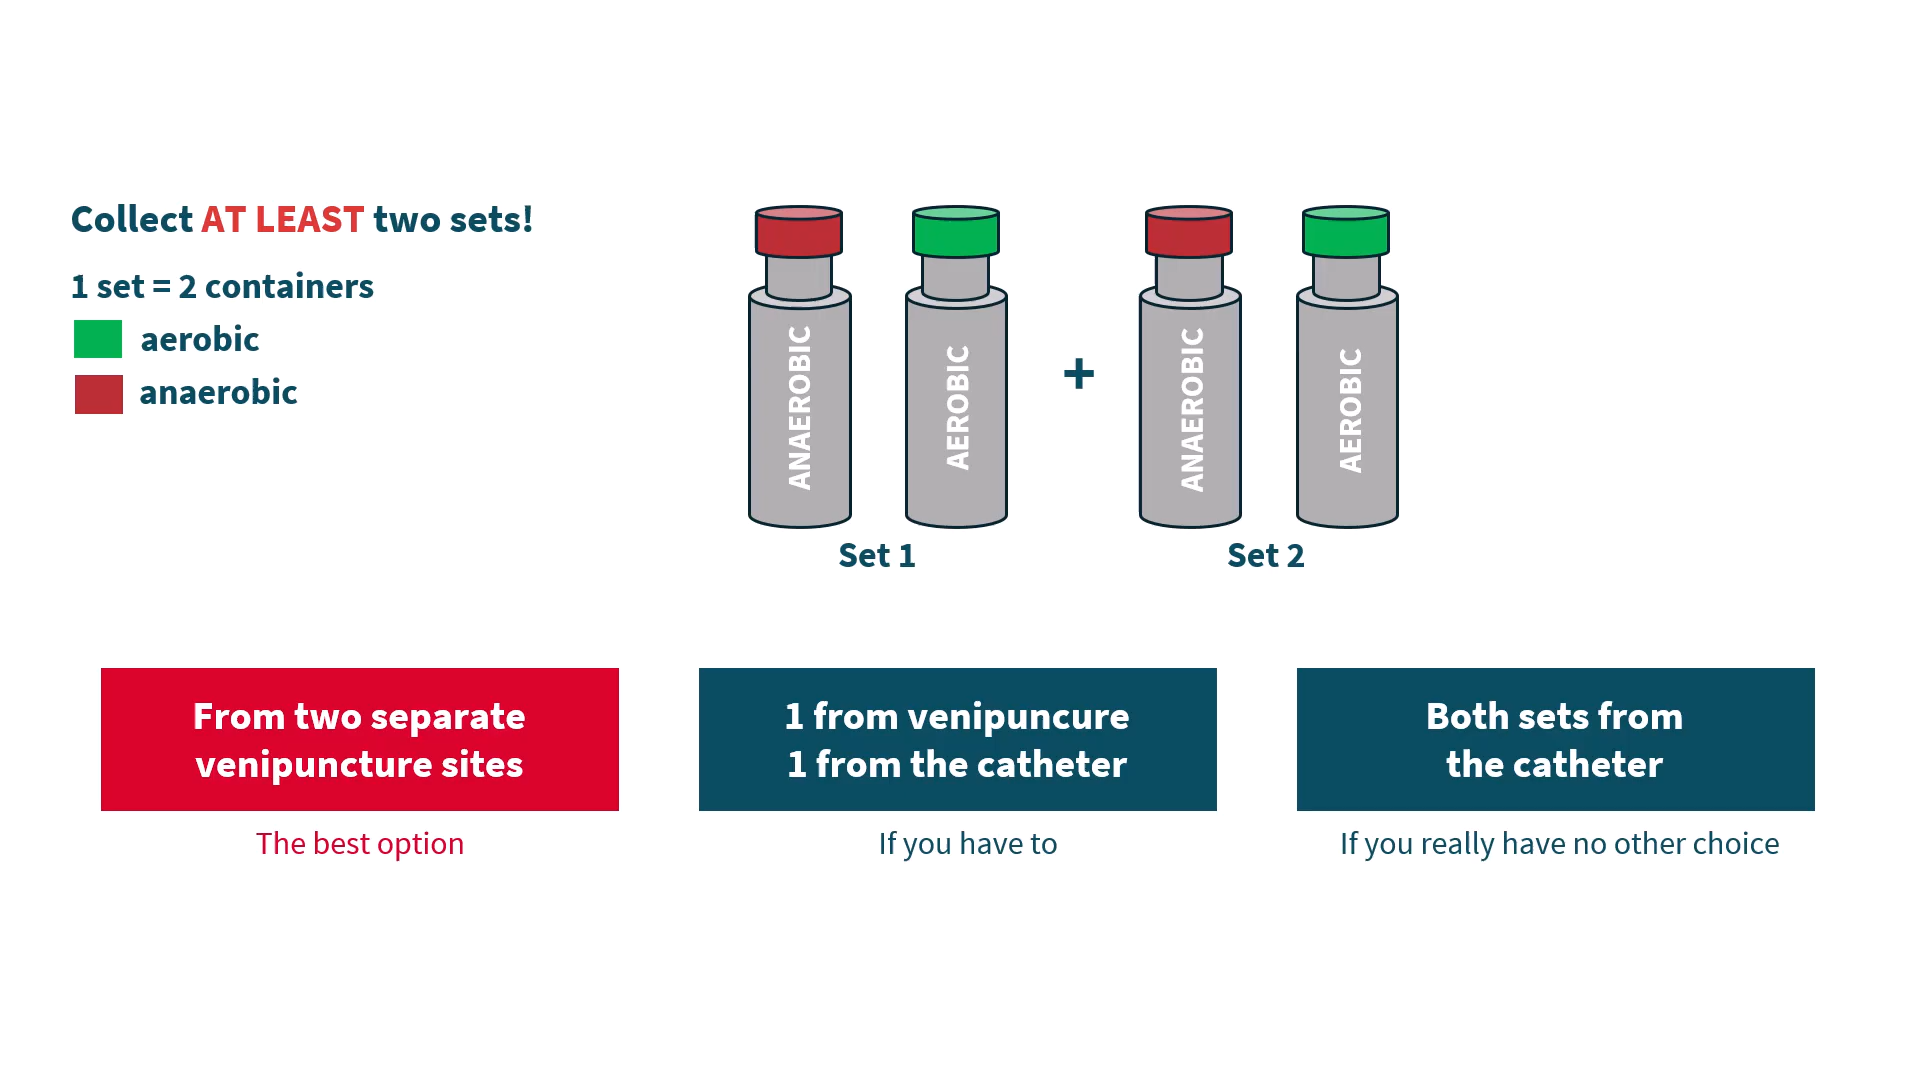 Collect AT LEAST two sets!
1 set = 2 containers
aerobic
anaerobic
ANAEROBIC
AEROBIC
+
ANAEROBIC
AEROBIC
Set 1
Set 2
From two separate
venipuncture sites
The best option
1 from venipuncure
1 from the catheter
If you have to
Both sets from
the catheter
If you really have no other choice